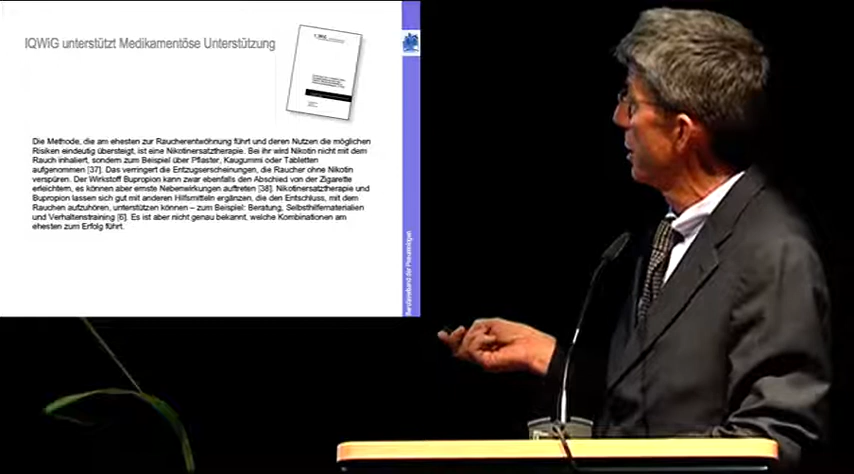 IQWiG unterstützt Medikamentöse Unterstützung
Die Methode, die am ehesten zur Raucherentwöhnung führt und deren Nutzen die möglichen
Risiken eindeutig übersteigt, ist eine Nikotinersatztherapie. Bei ihr wird Nikotin nicht mit dem
Rauch inhaliert, sondern zum Beispiel über Pflaster, Kaugummi oder Tabletten
aufgenommen [37]. Das verringert die Entzugserscheinungen, die Raucher ohne Nikotin
verspüren. Der Wirkstoff Bupropion kann zwar ebenfalls den Abschied von der Zigarette
erleichtern, es können aber ernste Nebenwirkungen auftreten [38]. Nikotinersatztherapie und
Bupropion lassen sich gut mit anderen Hilfsmitteln ergänzen, die den Entschluss, mit dem
Rauchen aufzuhören, unterstützen können – zum Beispiel: Beratung, Selbsthilfematerialien
und Verhaltenstraining [6]. Es ist aber nicht genau bekannt, welche Kombinationen am
ehesten zum Erfolg führt.
Bundesverband der Pneumologen